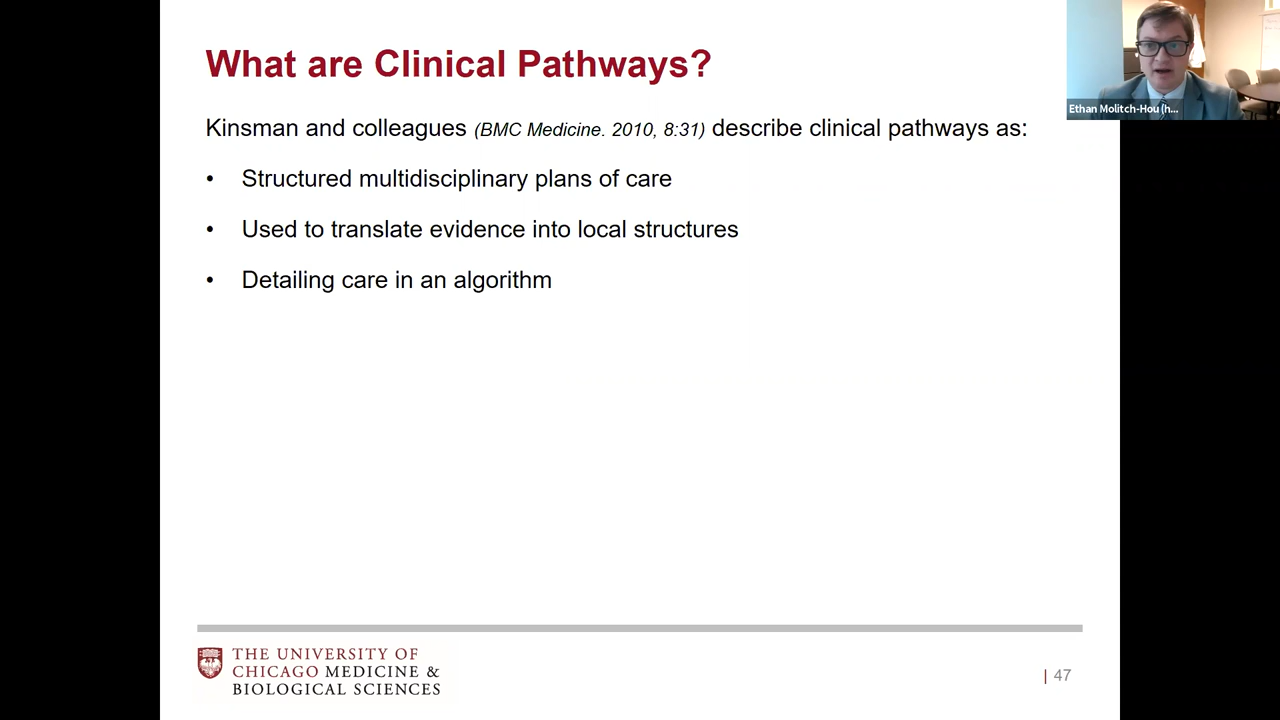 What are Clinical Pathways?
Ethan Molitch-Hou (h...
Kinsman and colleagues (BMC Medicine. 2010, 8:31) describe clinical pathways as:
• Structured multidisciplinary plans of care
• Used to translate evidence into local structures
• Detailing care in an algorithm
THE UNIVERSITY OF
CHICAGO MEDICINE &
BIOLOGICAL SCIENCES
| 47